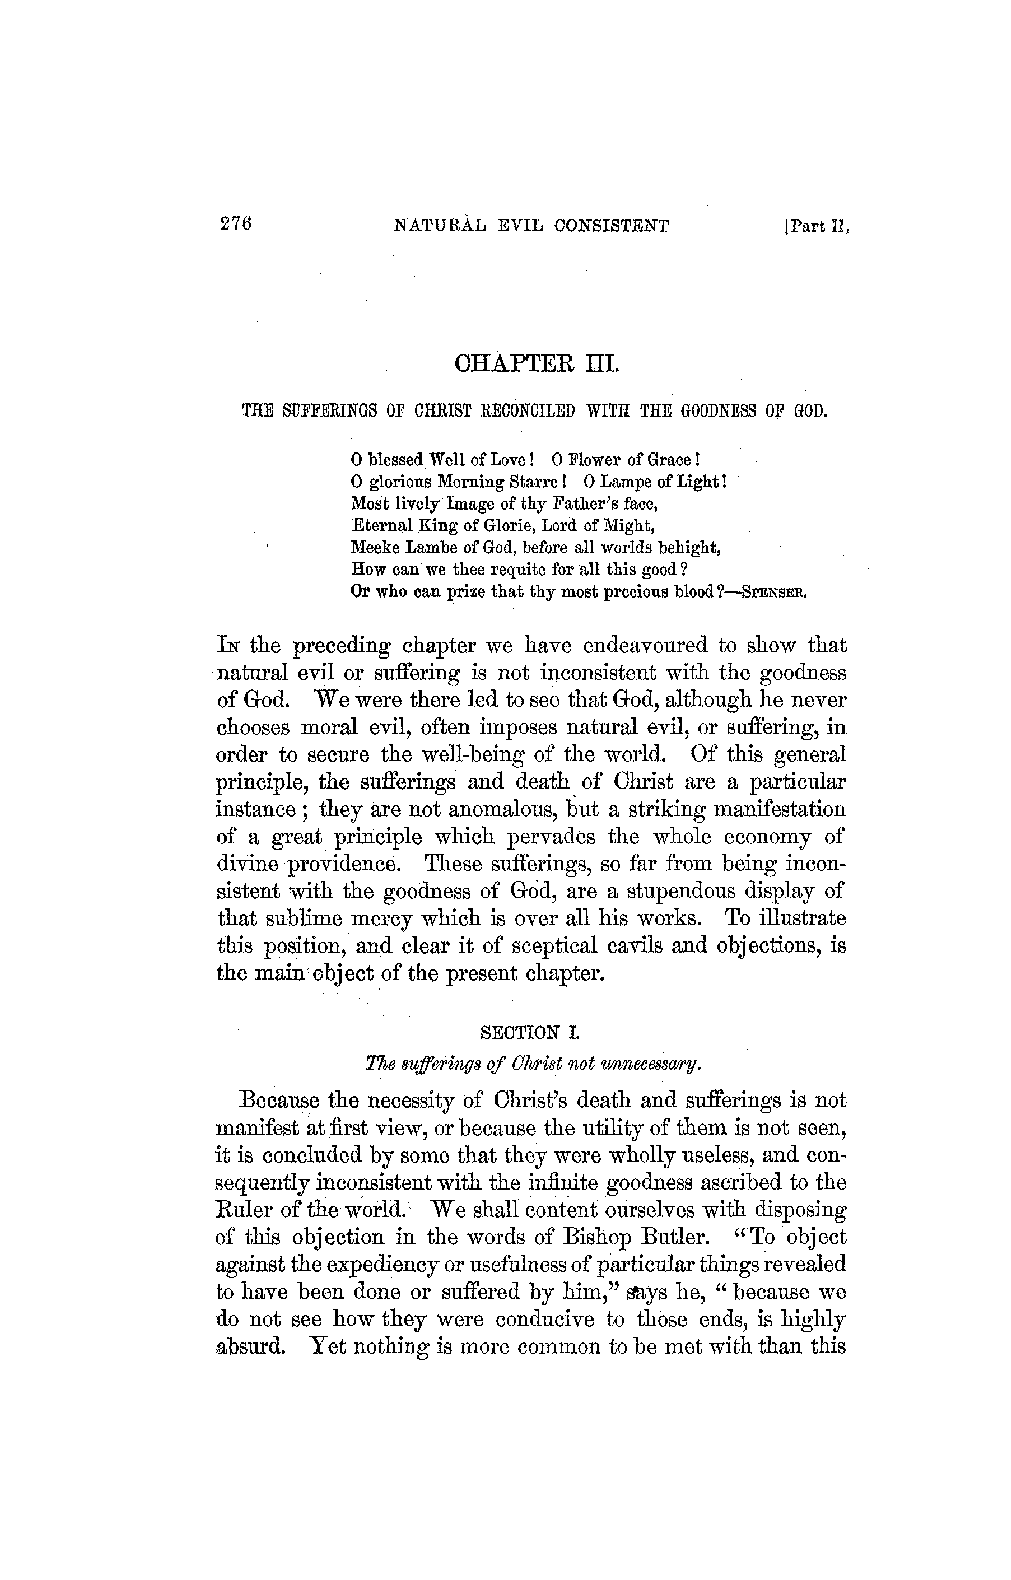 276 NATURAL EVIL CONSISTENT [Part II,
CHAPTER III.
THE SUFFERINGS OF CHRIST RECONCILED WITH THE GOODNESS OF GOD.
O blessed Well of Love! O Flower of Grace!
O glorious Morning Starre! O Lampe of Light!
Most lively Image of thy Father's face,
Eternal King of Glorie, Lord of Might,
Meeke Lambe of God, before all worlds behight,
How can we thee requite for all this good?
Or who can prize that thy most precious blood?—SPENSER.
IN the preceding chapter we have endeavoured to show that
natural evil or suffering is not inconsistent with the goodness
of God. We were there led to see that God, although he never
chooses moral evil, often imposes natural evil, or suffering, in
order to secure the well-being of the world. Of this general
principle, the sufferings and death of Christ are a particular
instance; they are not anomalous, but a striking manifestation
of a great principle which pervades the whole economy of
divine providence. These sufferings, so far from being incon-
sistent with the goodness of God, are a stupendous display of
that sublime mercy which is over all his works. To illustrate
this position, and clear it of sceptical cavils and objections, is
the main object of the present chapter.
SECTION I.
The sufferings of Christ not unnecessary.
Because the necessity of Christ's death and sufferings is not
manifest at first view, or because the utility of them is not seen,
it is concluded by some that they were wholly useless, and con-
sequently inconsistent with the infinite goodness ascribed to the
Ruler of the world. We shall content ourselves with disposing
of this objection in the words of Bishop Butler. "To object
against the expediency or usefulness of particular things revealed
to have been done or suffered by him," says he, "because we
do not see how they were conducive to those ends, is highly
absurd. Yet nothing is more common to be met with than this